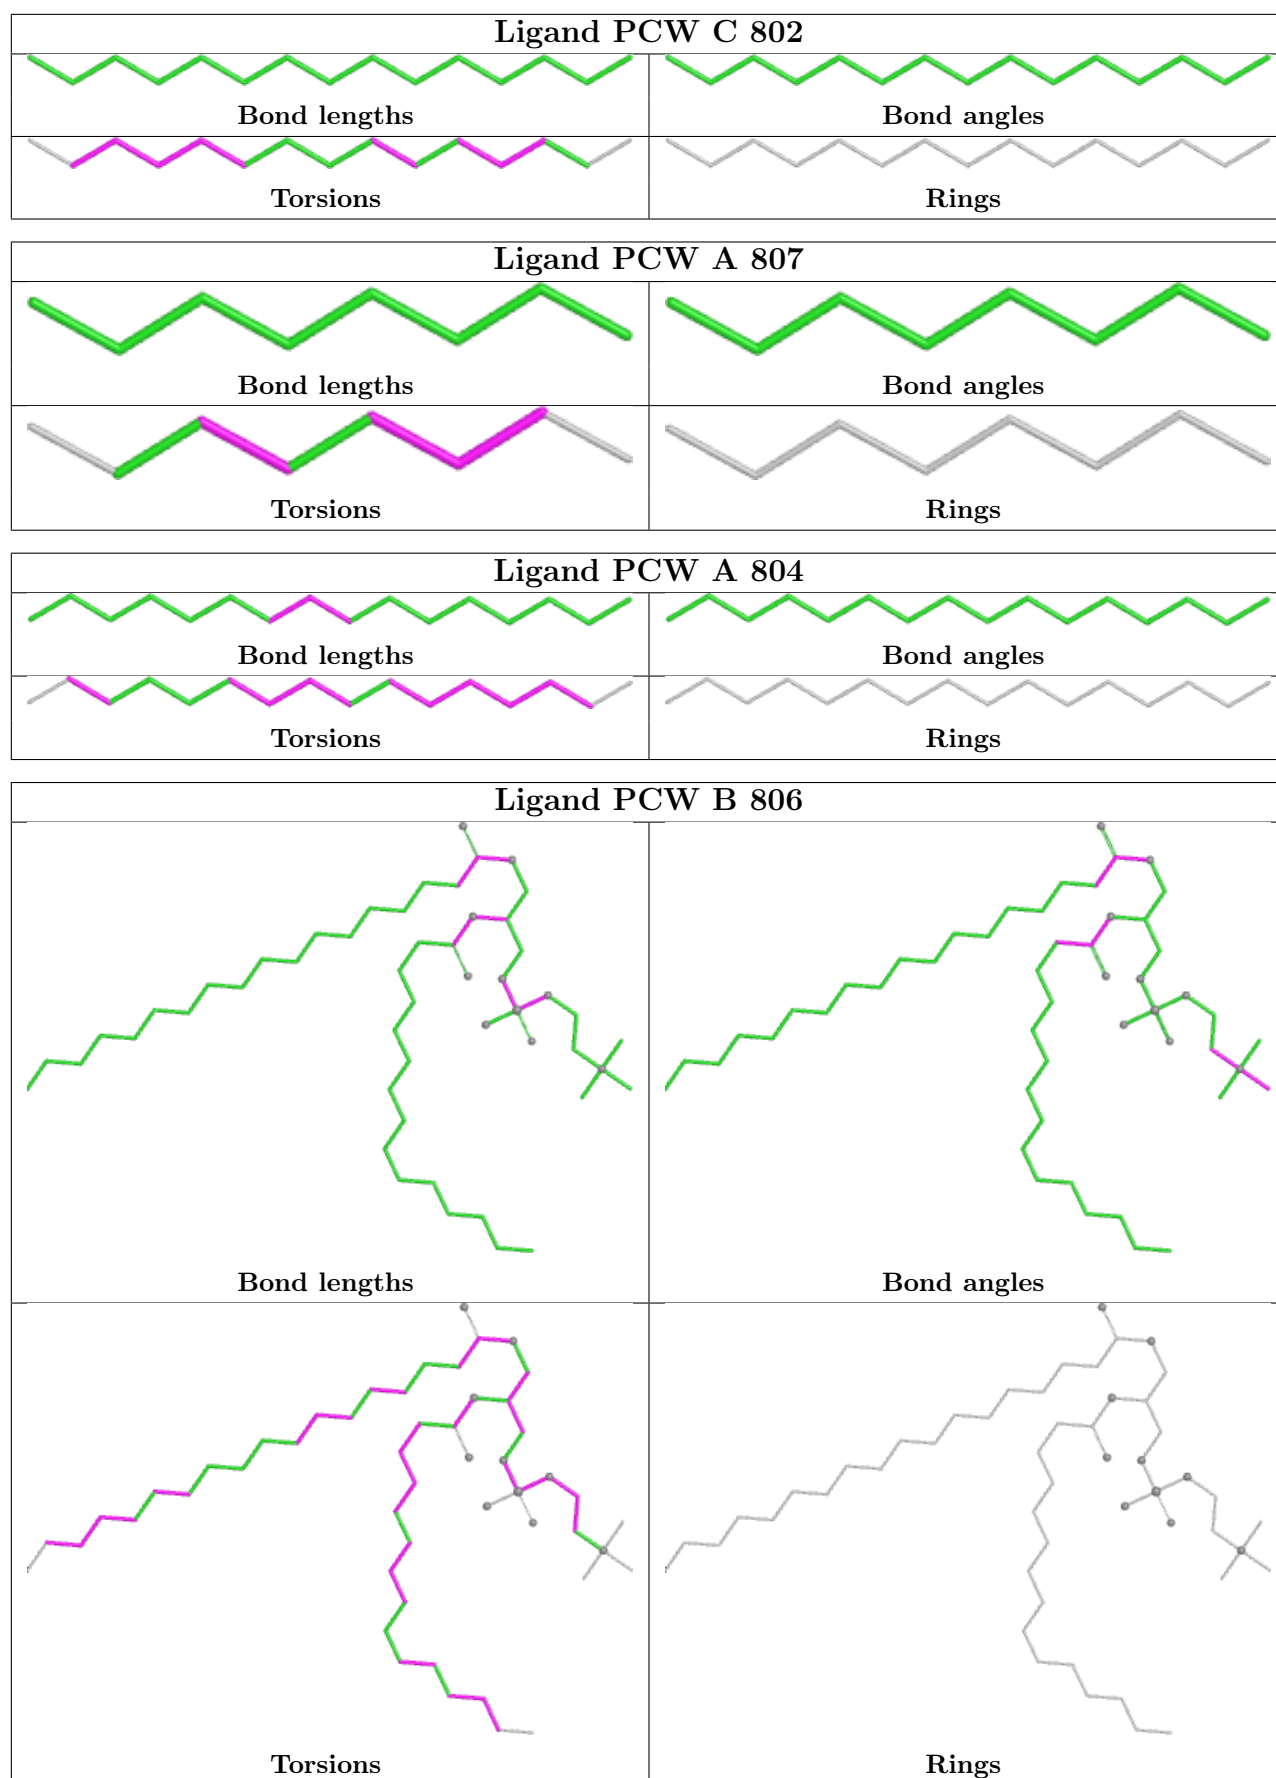 Ligand PCW C 802
Bond lengths
Bond angles
Torsions
Rings
Ligand PCW A 807
Bond lengths
Bond angles
Torsions
Rings
Ligand PCW A 804
Bond lengths
Bond angles
Torsions
Rings
Ligand PCW B 806
Bond lengths
Bond angles
Torsions
Rings